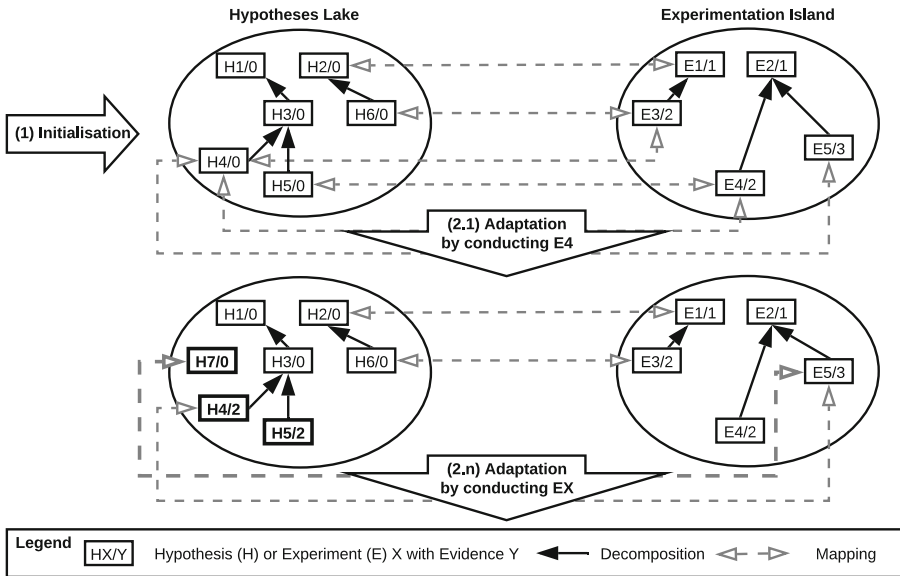 Hypotheses Lake
Experimentation Island
H1/0
H2/0
E1/1
E2/1
(1) Initialisation
H3/0
H6/0
E3/2
H4/0
E5/3
H5/0
E4/2
(2.1) Adaptation
by conducting E4
H1/0
H2/0
E1/1
E2/1
H7/0
H3/0
H6/0
E3/2
E5/3
H4/2
H5/2
E4/2
(2.n) Adaptation
by conducting EX
Legend
HX/Y
Hypothesis (H) or Experiment (E) X with Evidence Y
Decomposition
Mapping